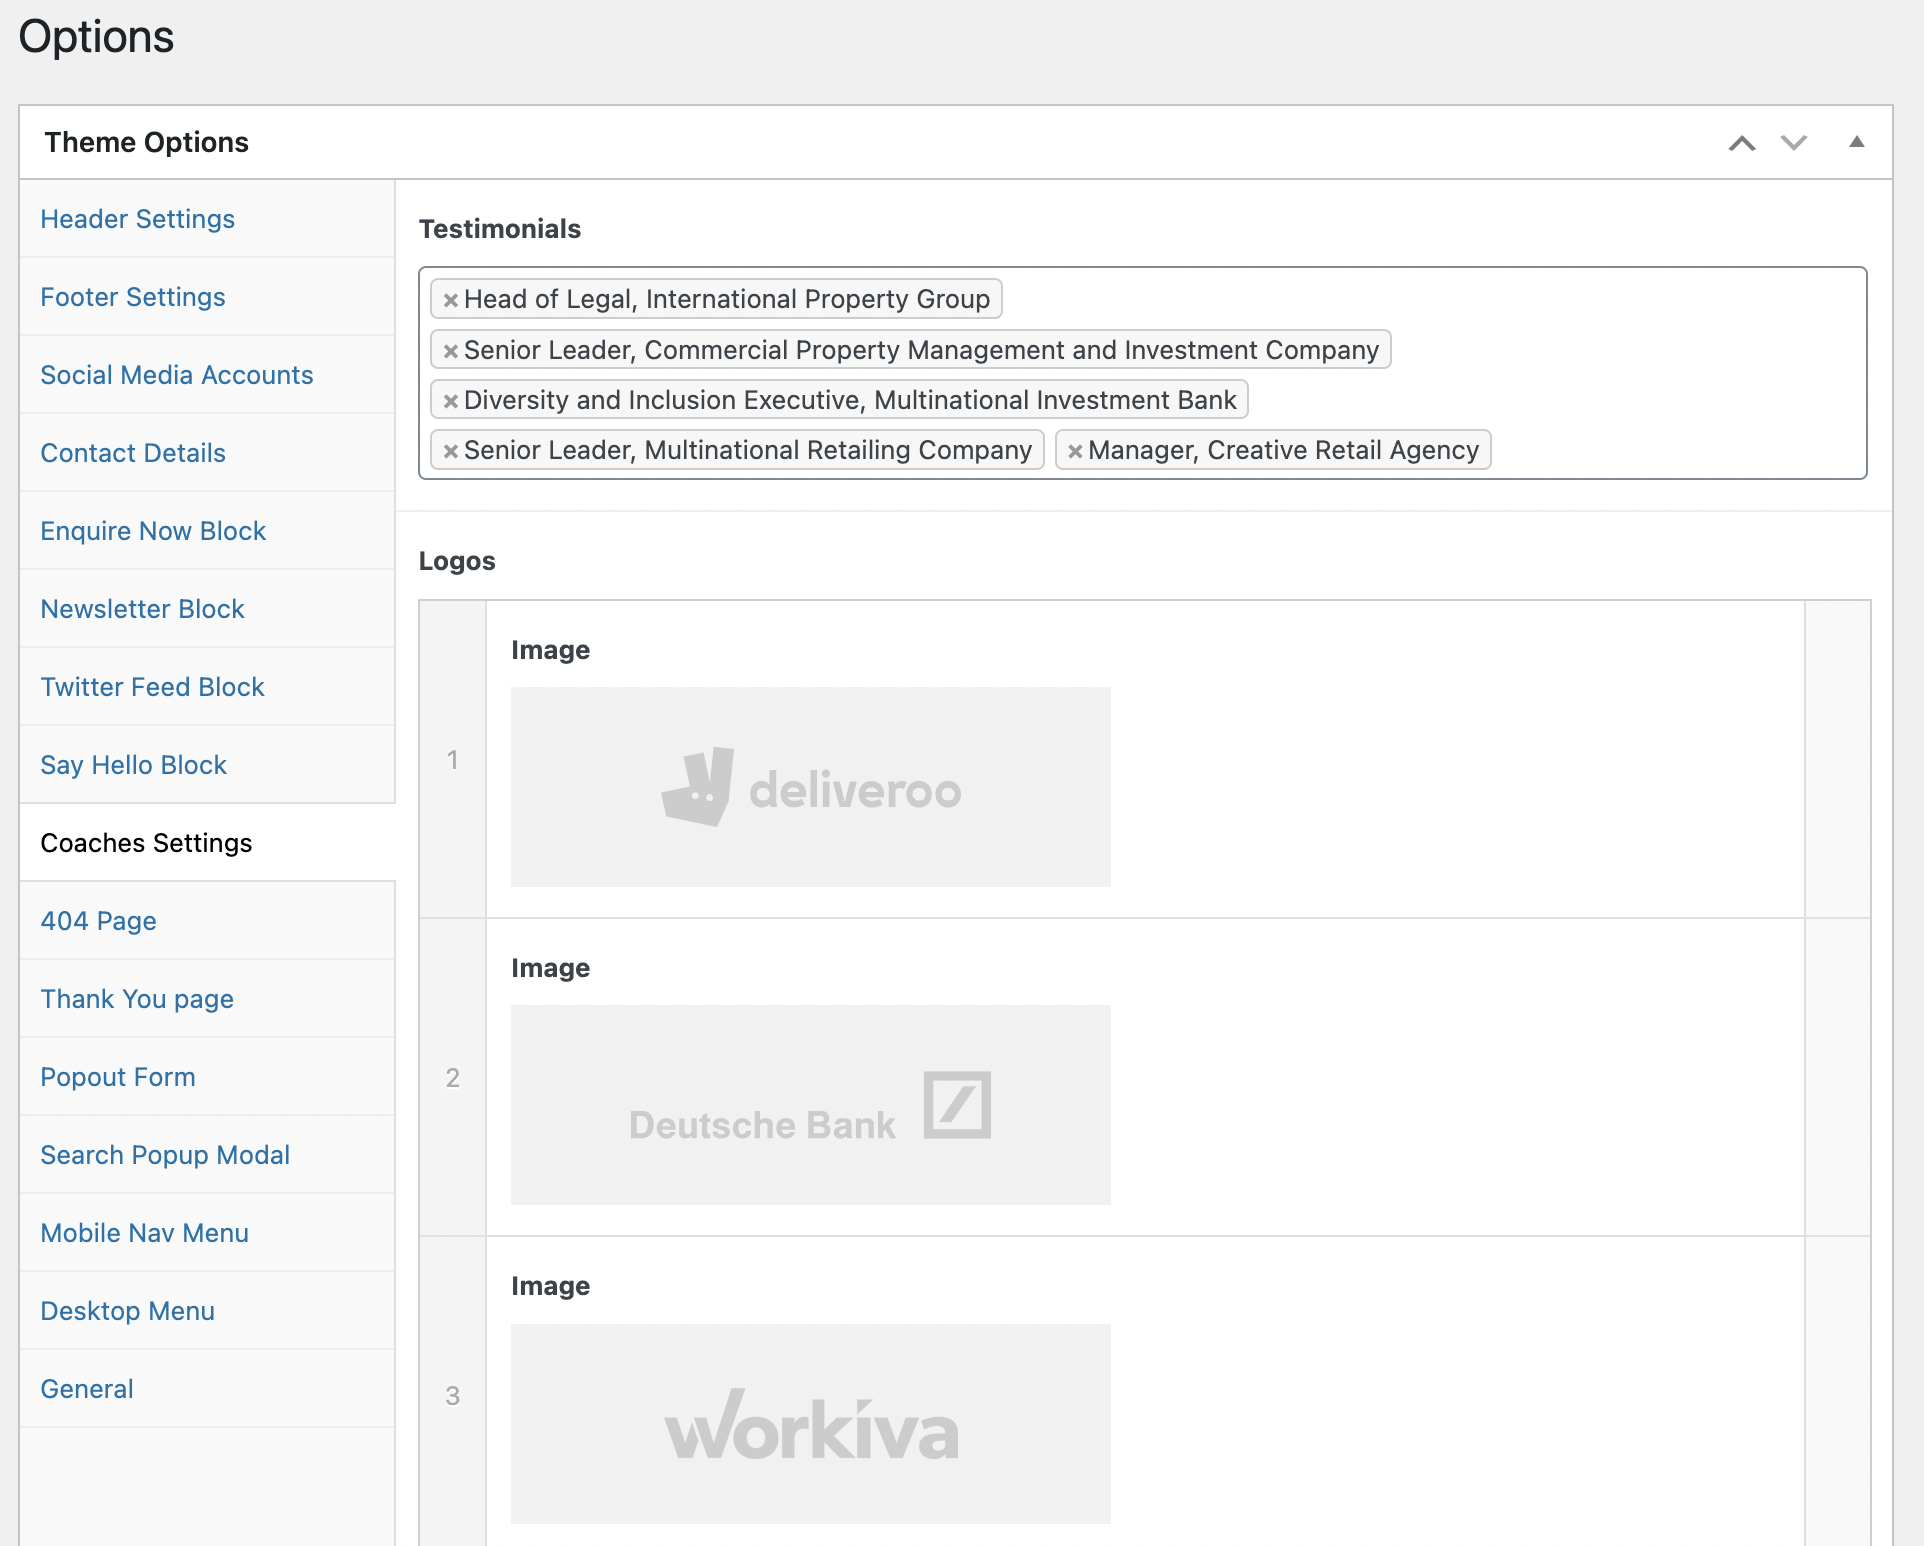 Options
Theme Options
Header Settings
Footer Settings
Social Media Accounts
Contact Details
Enquire Now Block
Newsletter Block
Twitter Feed Block
Say Hello Block
Coaches Settings
404 Page
Thank You page
Popout Form
Search Popup Modal
Mobile Nav Menu
Desktop Menu
General
Testimonials
×Head of Legal, International Property Group
×Senior Leader, Commercial Property Management and Investment Company
×Diversity and Inclusion Executive, Multinational Investment Bank
×Senior Leader, Multinational Retailing Company ×Manager, Creative Retail Agency
Logos
1
Image
deliveroo
2
Image
Deutsche Bank
3
Image
workiva